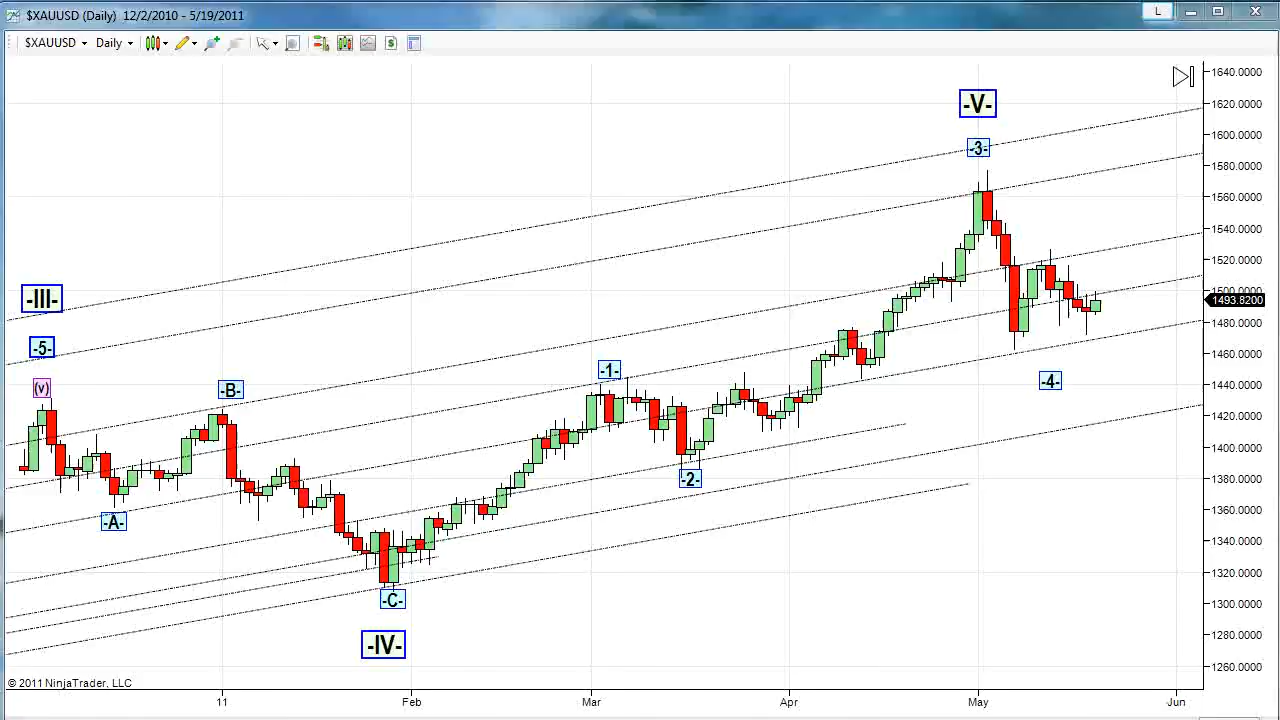 $XAUUSD (Daily) 12/2/2010 - 5/19/2011
L
$XAUUSD Daily
$
1640.0000
1620.0000
1600.0000
1580.0000
1560.0000
1540.0000
1520.0000
1500.0000
1493.8200
1480.0000
1460.0000
1440.0000
1420.0000
1400.0000
1380.0000
1360.0000
1340.0000
1320.0000
1300.0000
1280.0000
1260.0000
-V-
-3-
-III-
-5-
(v)
-B-
-1-
-4-
-2-
-A-
-C-
-IV-
© 2011 NinjaTrader, LLC
11 Feb Mar Apr May Jun